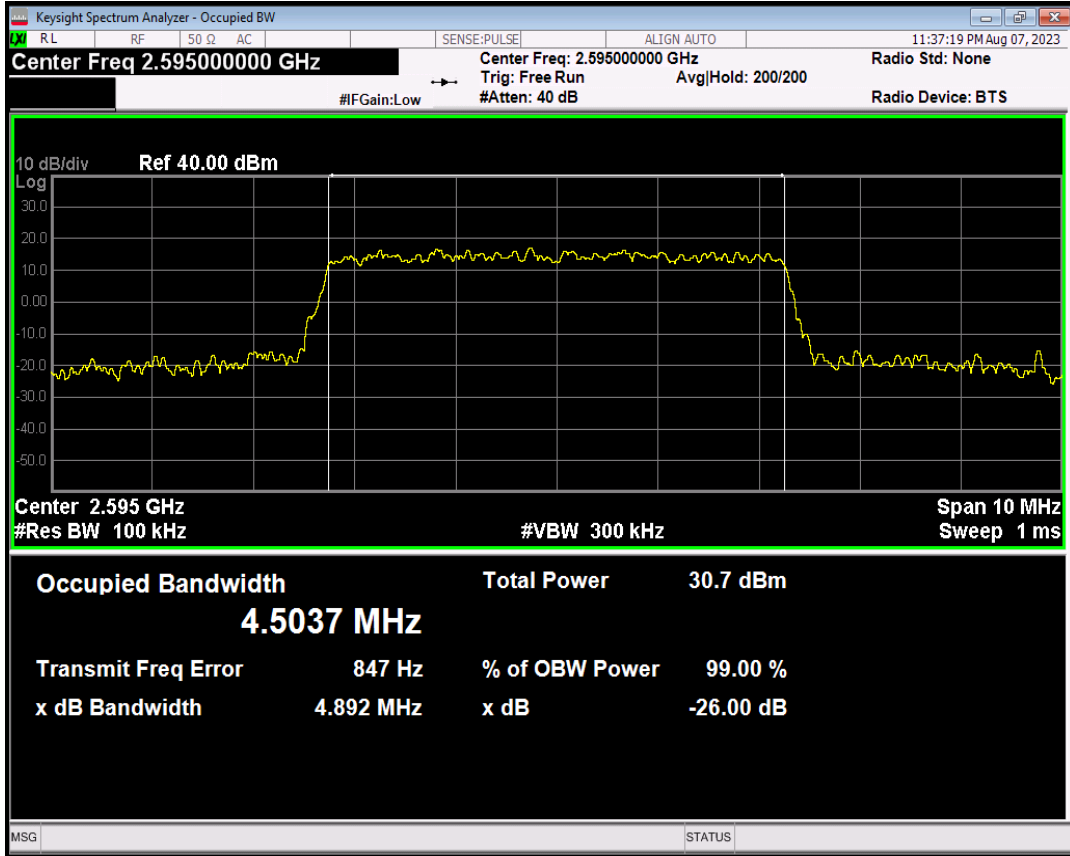 Keysight Spectrum Analyzer - Occupied BW
LXI RL RF 50 Ω AC SENSE:PULSE ALIGN AUTO 11:37:19 PM Aug 07, 2023
Center Freq 2.595000000 GHz Center Freq: 2.595000000 GHz Radio Std: None
Trig: Free Run Avg|Hold: 200/200
#IFGain:Low #Atten: 40 dB Radio Device: BTS
10 dB/div Ref 40.00 dBm
Log
30.0
20.0
10.0
0.00
-10.0
-20.0
-30.0
-40.0
-50.0
Center 2.595 GHz Span 10 MHz
#Res BW 100 kHz #VBW 300 kHz Sweep 1 ms
Occupied Bandwidth Total Power 30.7 dBm
4.5037 MHz
Transmit Freq Error 847 Hz % of OBW Power 99.00 %
x dB Bandwidth 4.892 MHz x dB -26.00 dB
MSG STATUS